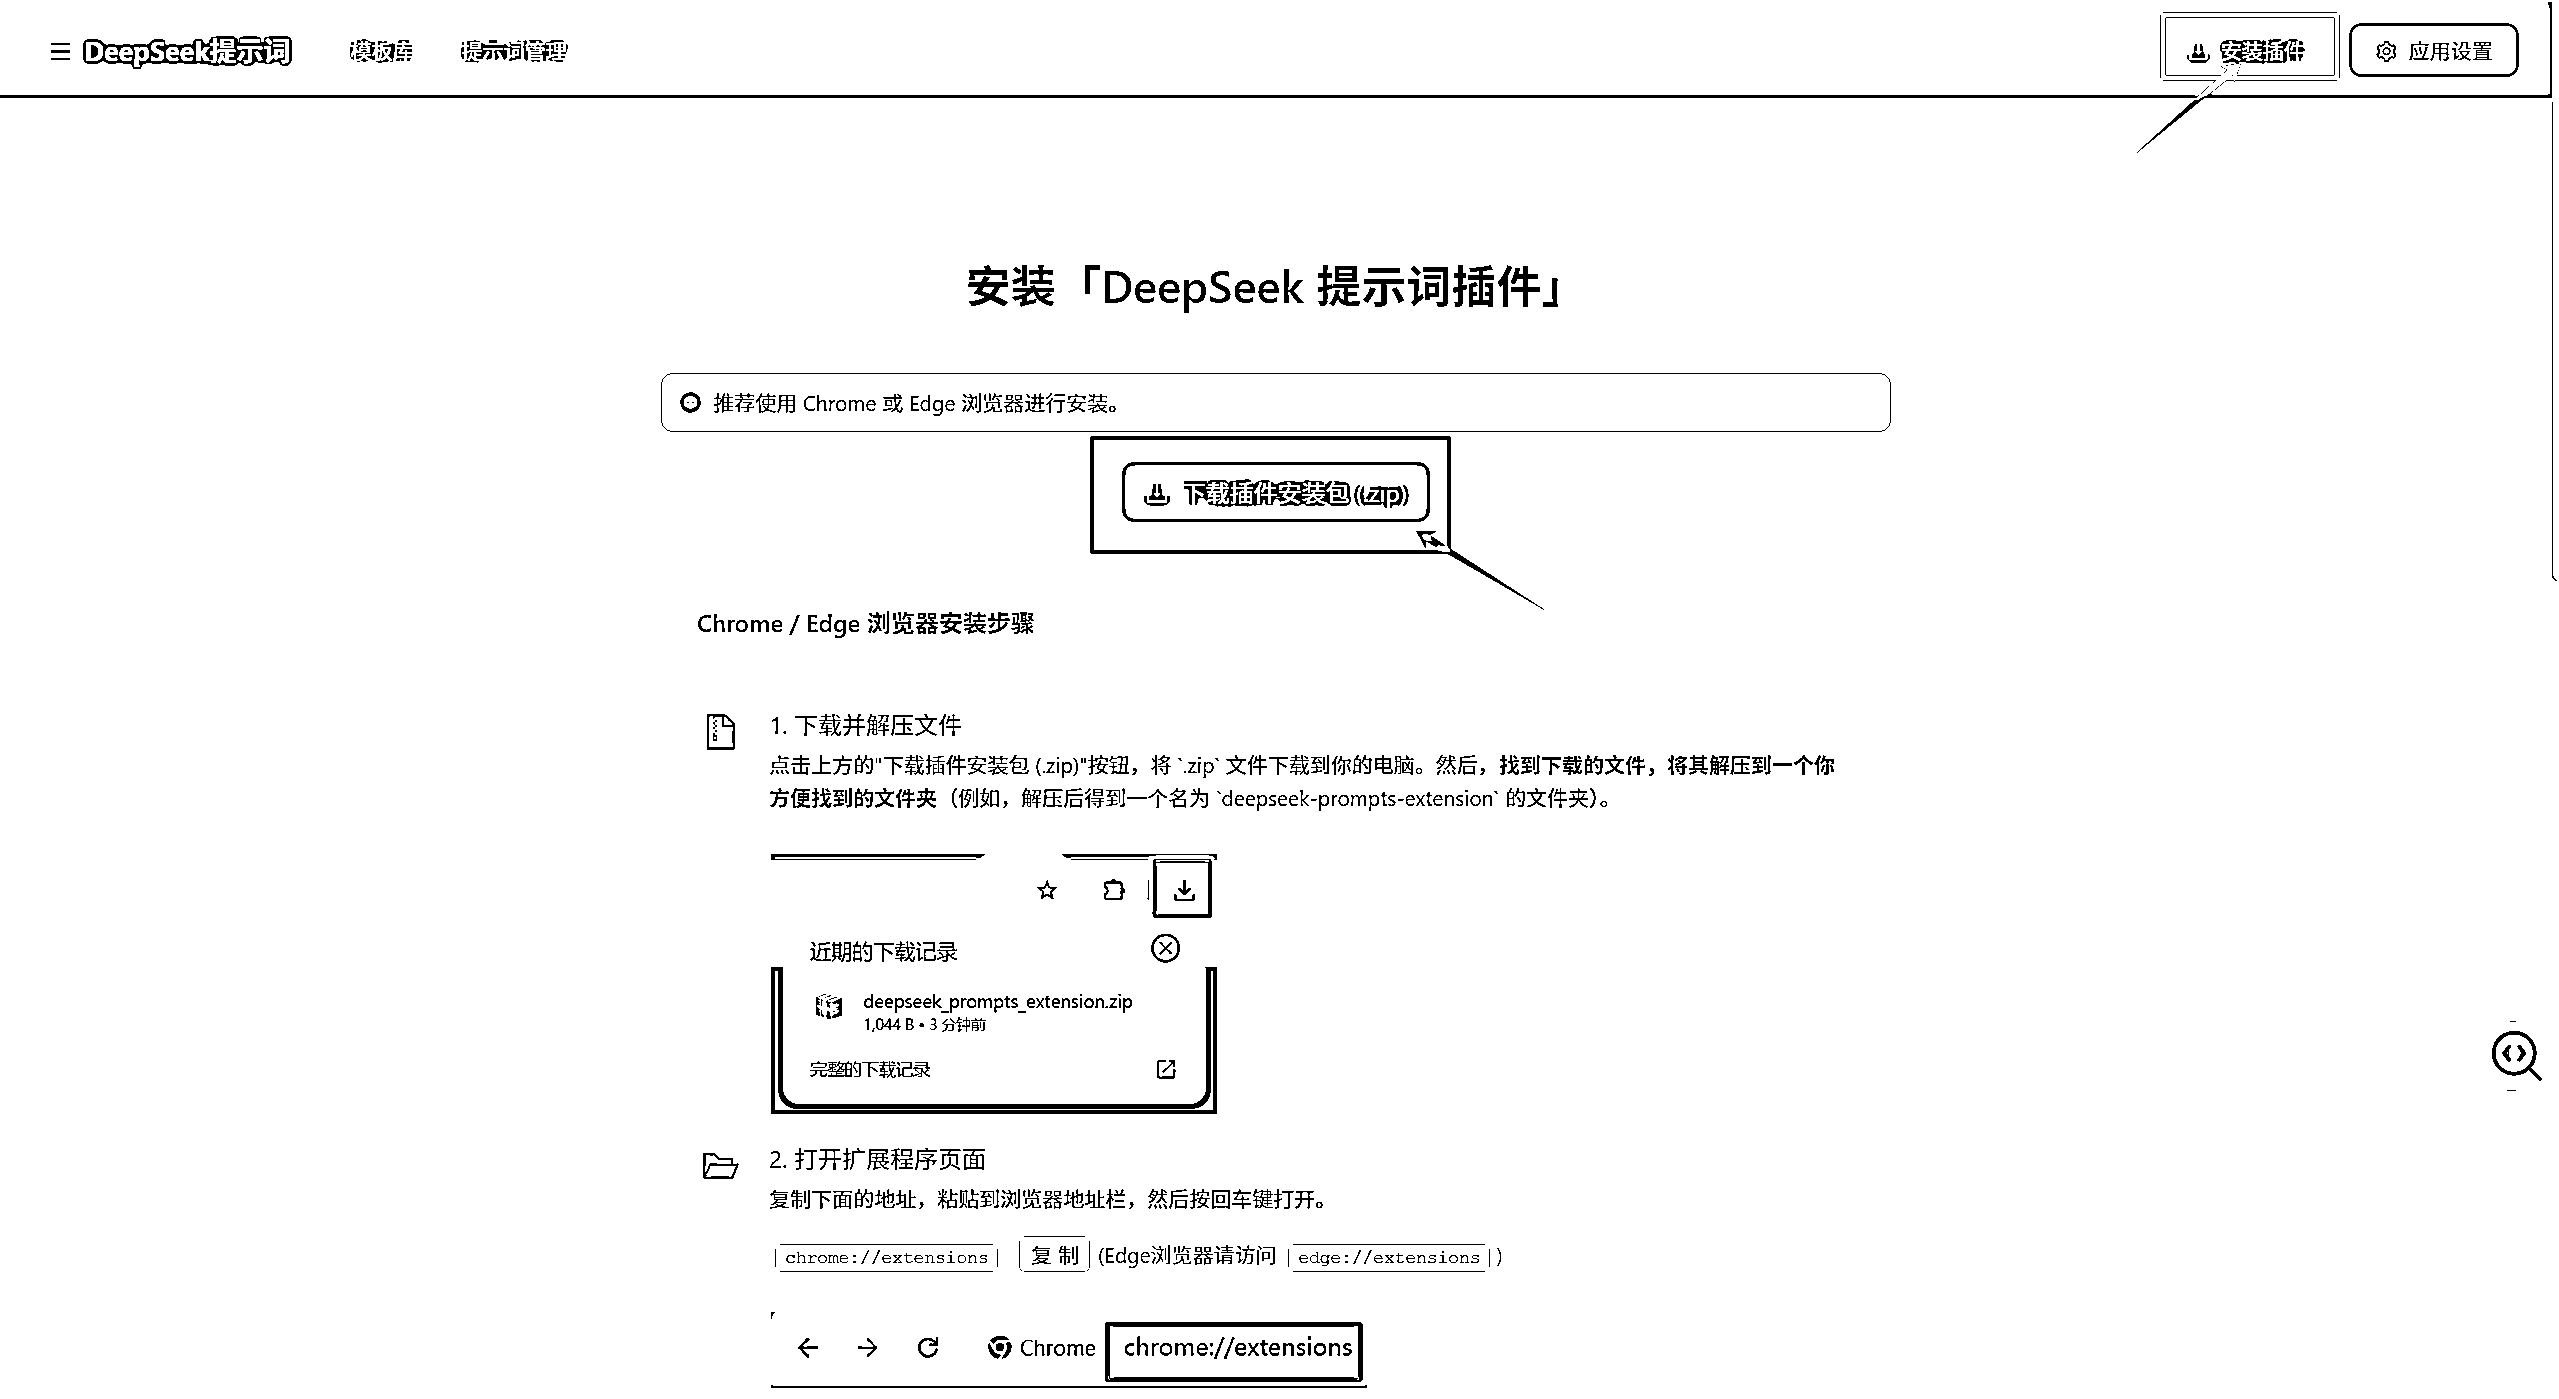 DeepSeek提示词
模板库
提示词管理
安装插件
应用设置
安装「DeepSeek 提示词插件」
推荐使用 Chrome 或 Edge 浏览器进行安装。
下载插件安装包 (.zip)
Chrome / Edge 浏览器安装步骤
1. 下载并解压文件
点击上方的"下载插件安装包 (.zip)"按钮，将 `.zip` 文件下载到你的电脑。然后，找到下载的文件，将其解压到一个你
方便找到的文件夹（例如，解压后得到一个名为 `deepseek-prompts-extension` 的文件夹）。
近期的下载记录
deepseek_prompts_extension.zip
1,044 B • 3 分钟前
完整的下载记录
2. 打开扩展程序页面
复制下面的地址，粘贴到浏览器地址栏，然后按回车键打开。
chrome://extensions 复 制 (Edge浏览器请访问 edge://extensions )
Chrome chrome://extensions